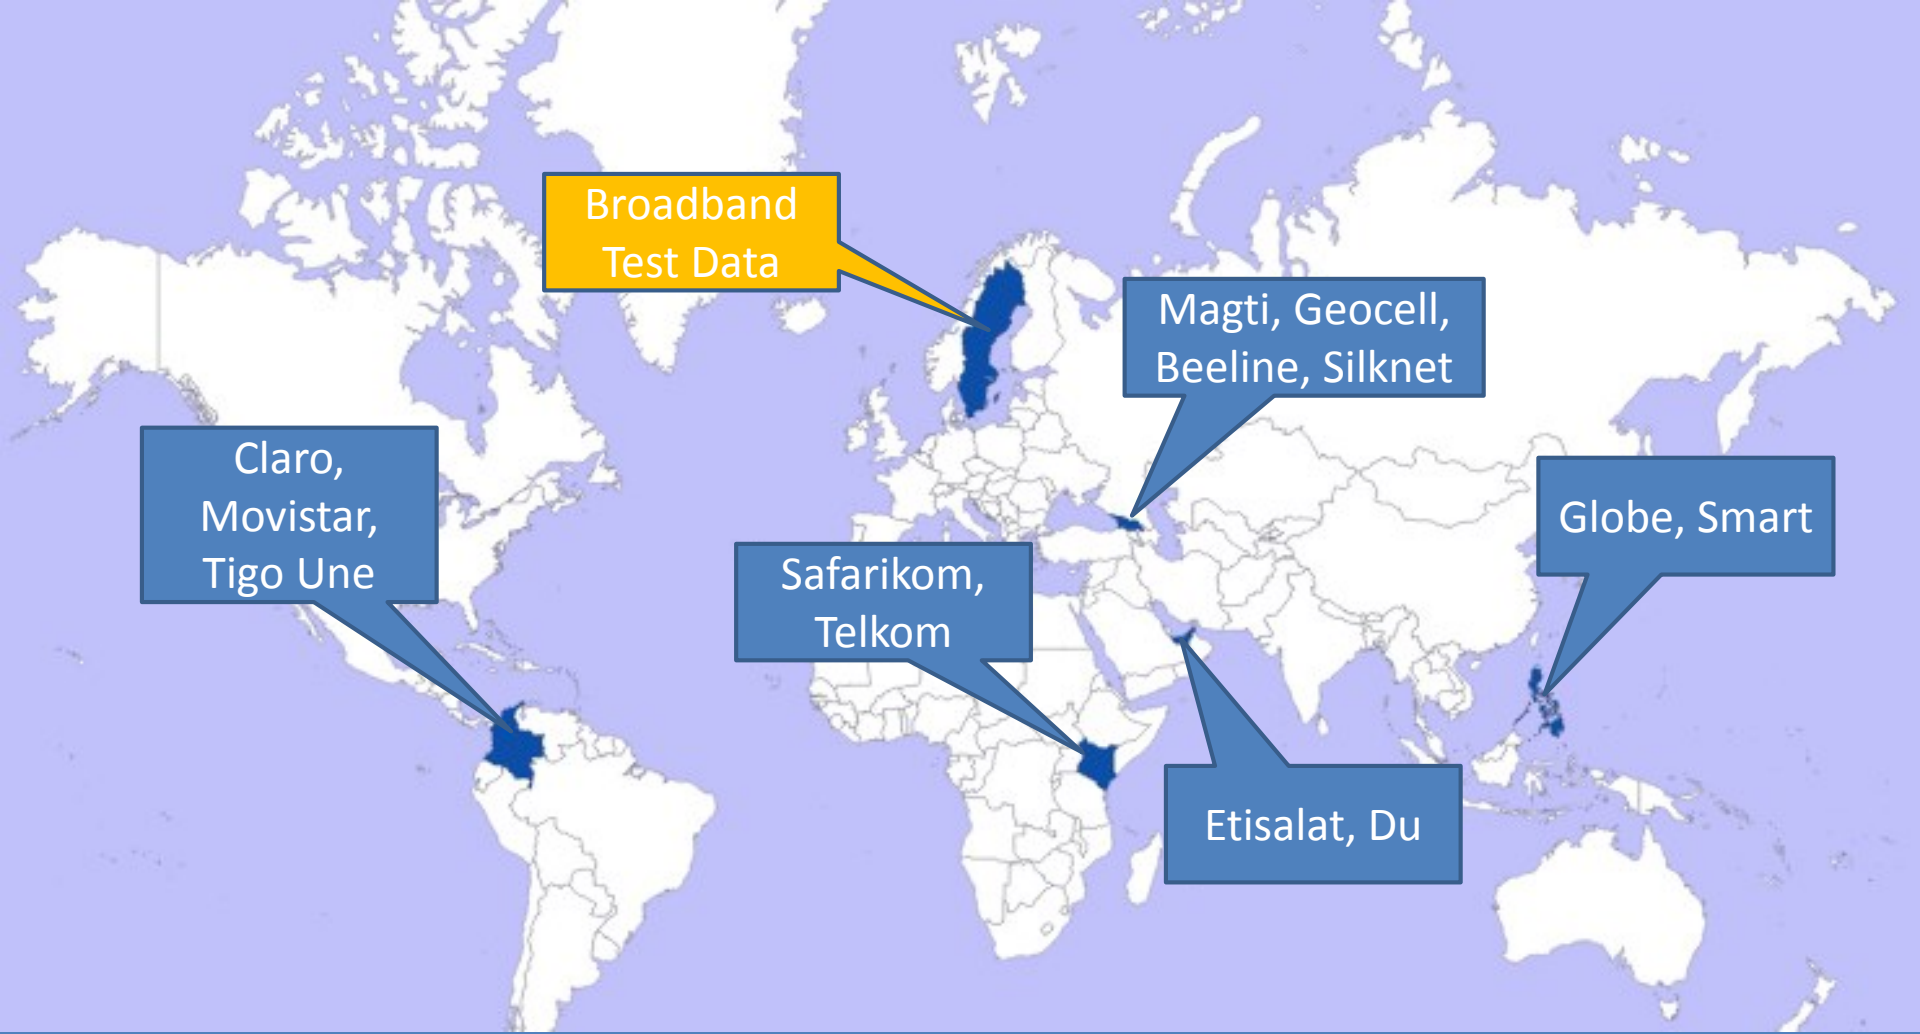 Broadband
Test Data
Magti, Geocell,
Beeline, Silknet
Claro,
Movistar,
Tigo Une
Globe, Smart
Safarikom,
Telkom
Etisalat, Du